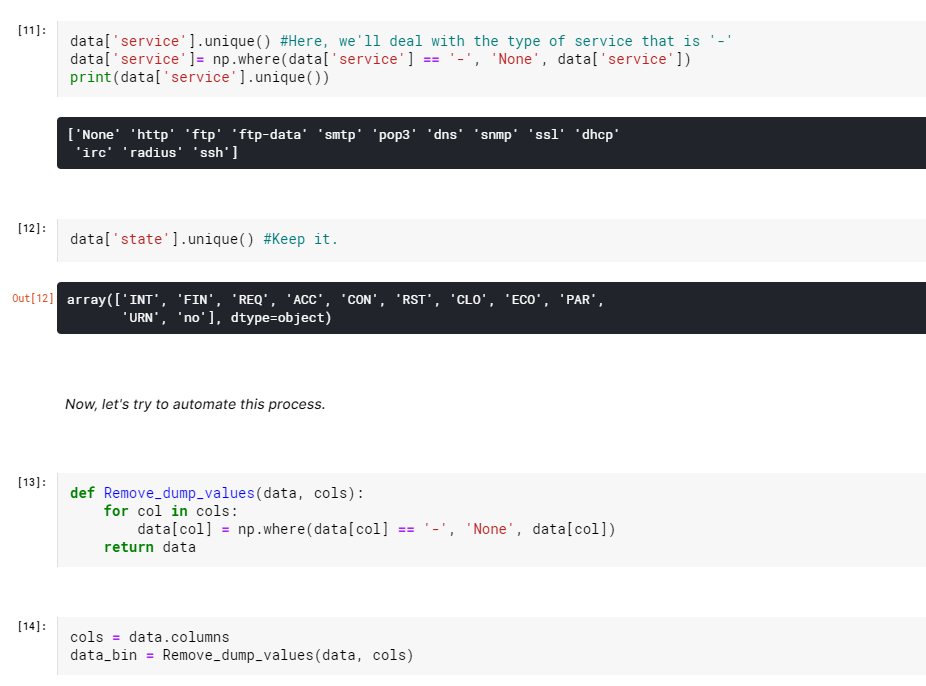 [11]:
data['service'].unique() #Here, we'll deal with the type of service that is '-'
data['service']= np.where(data['service'] == '-', 'None', data['service'])
print(data['service'].unique())
['None' 'http' 'ftp' 'ftp-data' 'smtp' 'pop3' 'dns' 'snmp' 'ssl' 'dhcp'
 'irc' 'radius' 'ssh']
[12]:
data['state'].unique() #Keep it.
Out[12]
array(['INT', 'FIN', 'REQ', 'ACC', 'CON', 'RST', 'CLO', 'ECO', 'PAR',
       'URN', 'no'], dtype=object)
Now, let's try to automate this process.
[13]:
def Remove_dump_values(data, cols):
    for col in cols:
        data[col] = np.where(data[col] == '-', 'None', data[col])
    return data
[14]:
cols = data.columns
data_bin = Remove_dump_values(data, cols)